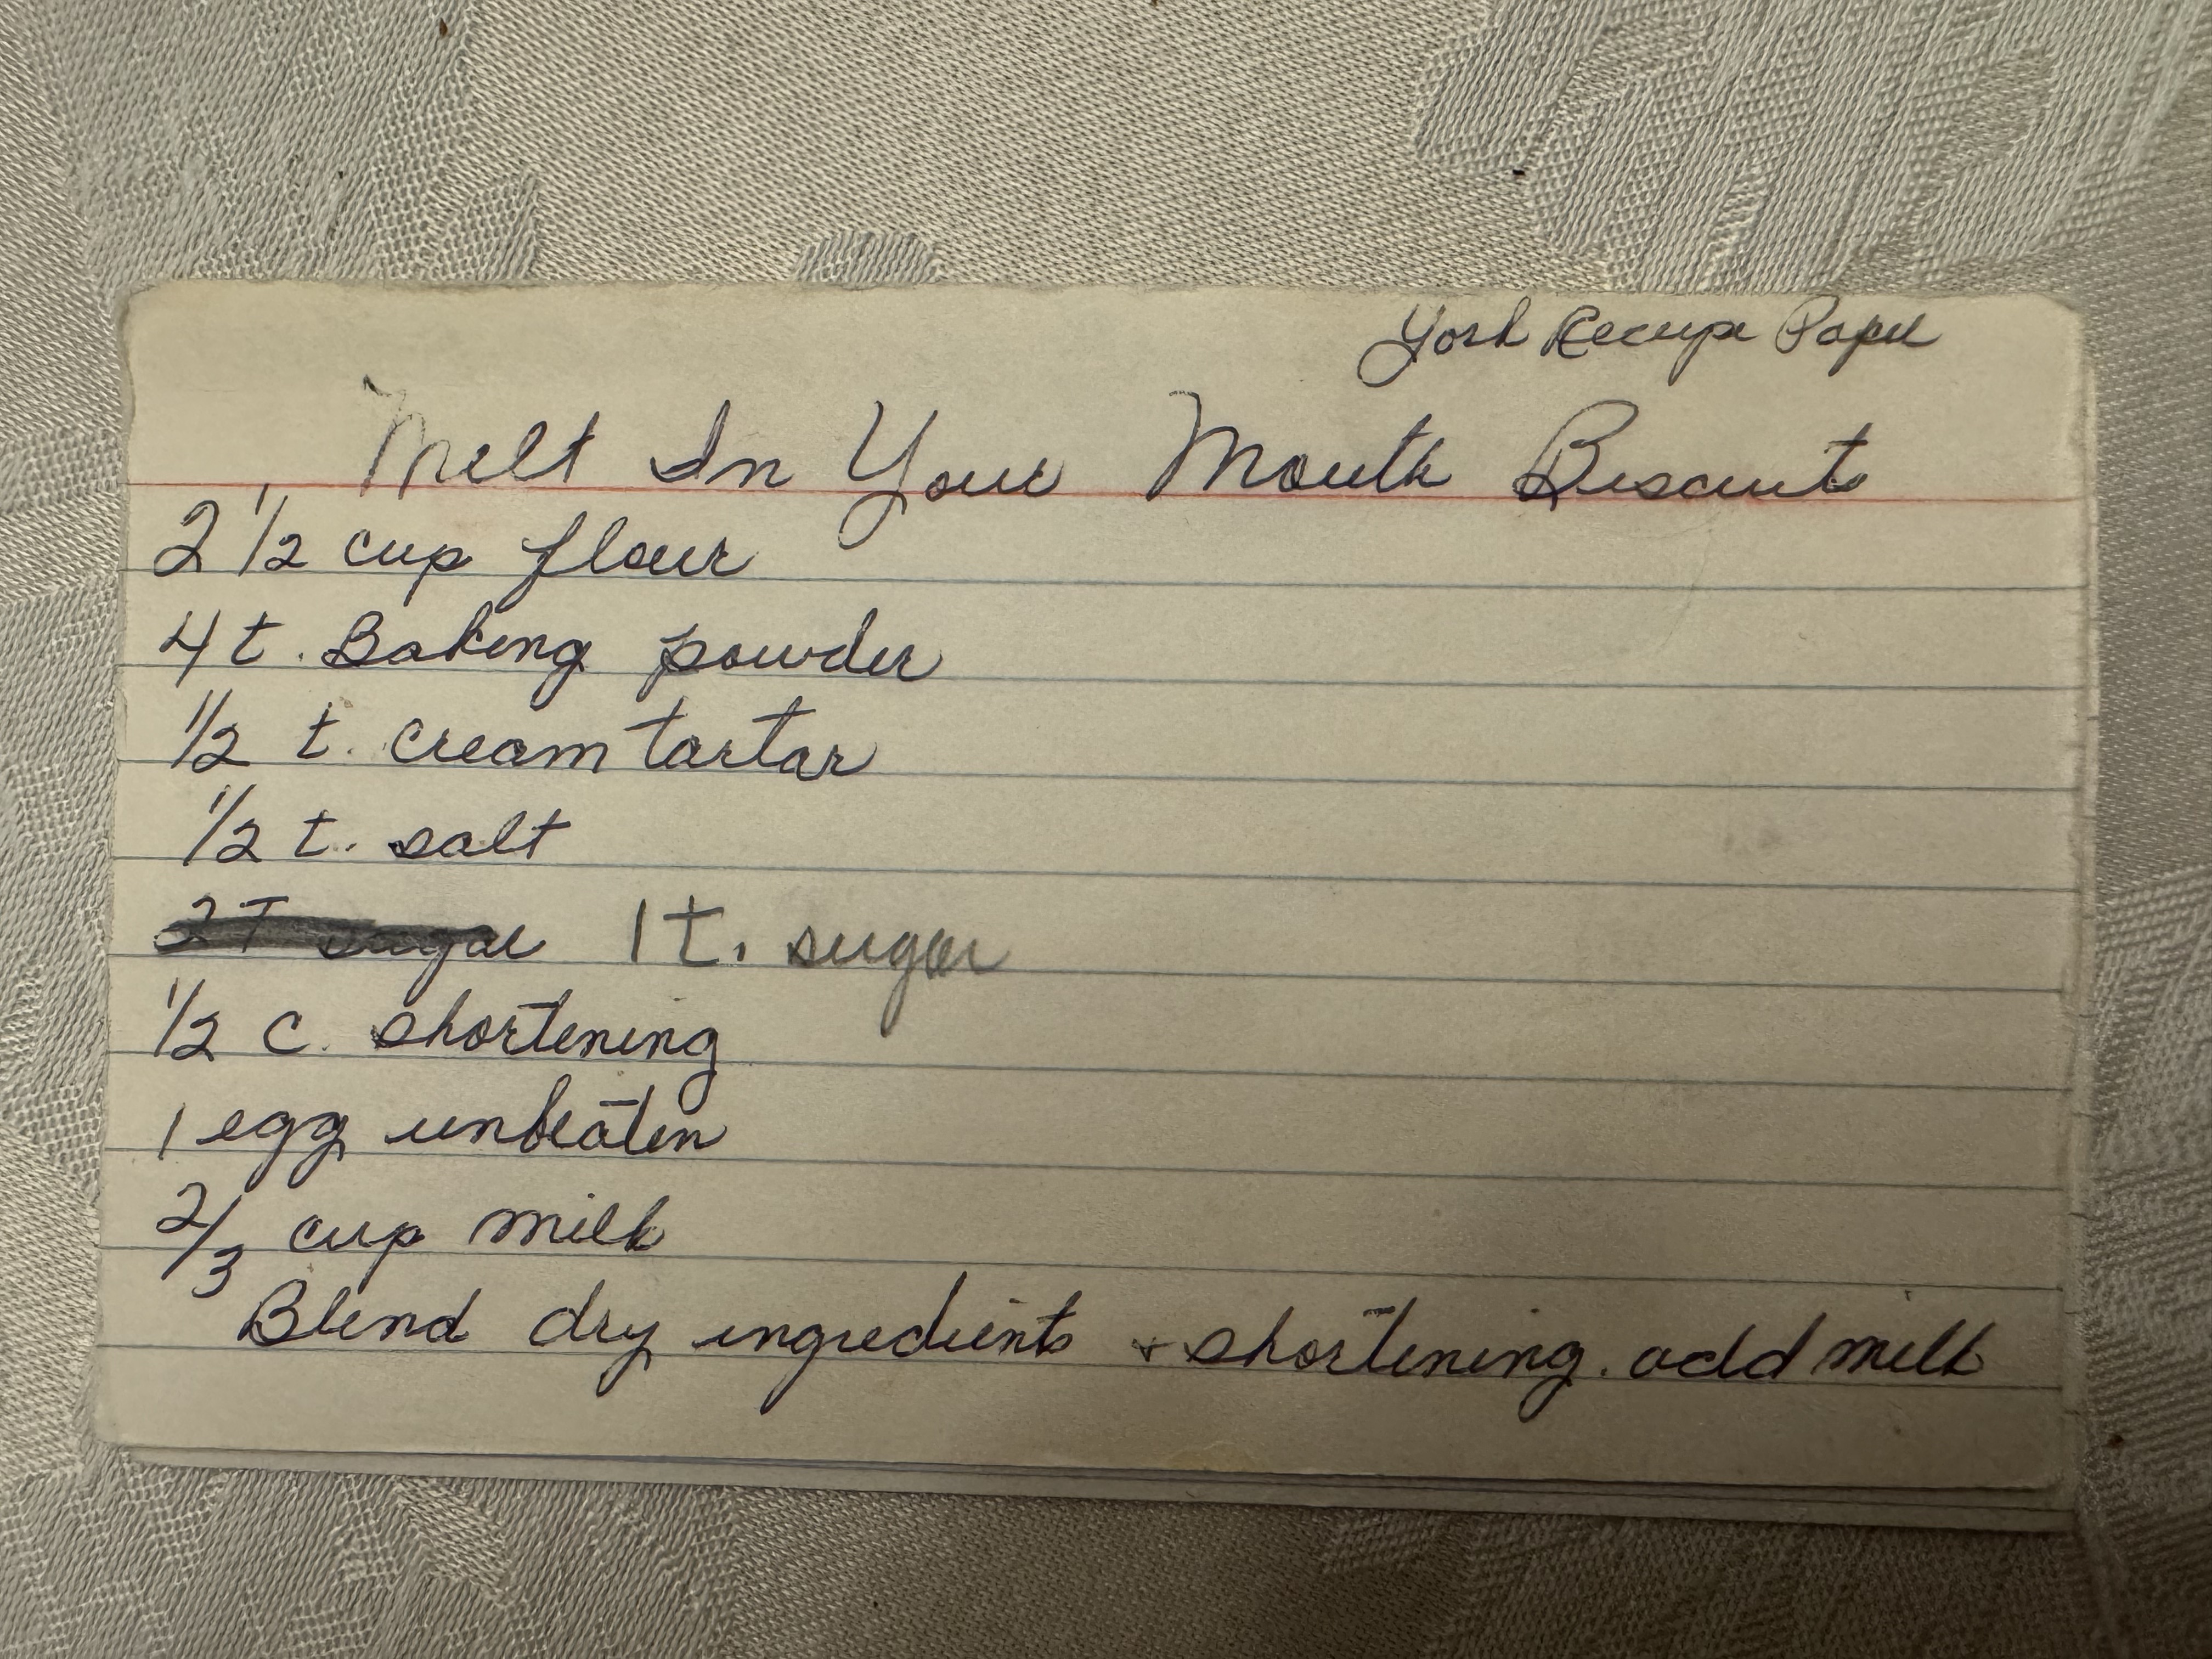 York Recipe Paper
Melt In Your Mouth Biscuits
2 1/2 cup flour
4 t. Baking powder
1/2 t. cream tartar
1/2 t. salt
2 T sugar 1 t. sugar
1/2 c. shortening
1 egg unbeaten
2/3 cup milk
Blend dry ingredients + shortening. add milk